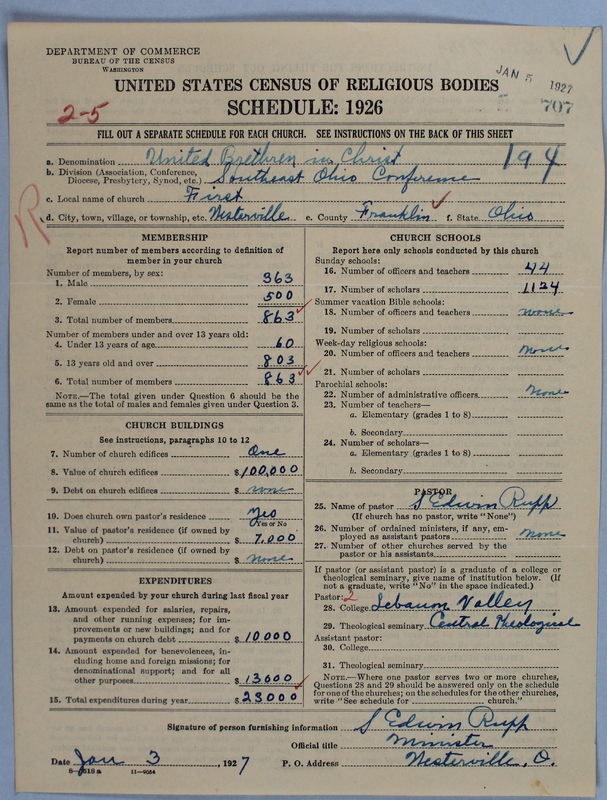 DEPARTMENT OF COMMERCE
BUREAU OF THE CENSUS
WASHINGTON
JAN 5 1927
707
UNITED STATES CENSUS OF RELIGIOUS BODIES
SCHEDULE: 1926
2-5
FILL OUT A SEPARATE SCHEDULE FOR EACH CHURCH. SEE INSTRUCTIONS ON THE BACK OF THIS SHEET
a. Denomination United Brethren in Christ 194
b. Division (Association, Conference, Diocese, Presbytery, Synod, etc.) Southeast Ohio Conference
c. Local name of church First
d. City, town, village, or township, etc. Westerville e. County Franklin f. State Ohio
R
MEMBERSHIP
Report number of members according to definition of
member in your church
Number of members, by sex:
1. Male 363
2. Female 500
3. Total number of members 863
Number of members under and over 13 years old:
4. Under 13 years of age 60
5. 13 years old and over 803
6. Total number of members 863
NOTE.—The total given under Question 6 should be
same as the total of males and females given under Question 3.
CHURCH BUILDINGS
See instructions, paragraphs 10 to 12
7. Number of church edifices One
8. Value of church edifices $100,000
9. Debt on church edifices $ none
10. Does church own pastor's residence Yes
Yes or No
11. Value of pastor's residence (if owned by
church) $ 7,000
12. Debt on pastor's residence (if owned by
church) $ none
EXPENDITURES
Amount expended by your church during last fiscal year
13. Amount expended for salaries, repairs,
and other running expenses; for im-
provements or new buildings; and for
payments on church debt $ 10000
14. Amount expended for benevolences, in-
cluding home and foreign missions; for
denominational support; and for all
other purposes $ 13000
15. Total expenditures during year $ 23000
CHURCH SCHOOLS
Report here only schools conducted by this church
Sunday schools:
16. Number of officers and teachers 44
17. Number of scholars 1124
Summer vacation Bible schools:
18. Number of officers and teachers none
19. Number of scholars
Week-day religious schools:
20. Number of officers and teachers None
21. Number of scholars
Parochial schools:
22. Number of administrative officers None
23. Number of teachers—
a. Elementary (grades 1 to 8)
b. Secondary
24. Number of scholars—
a. Elementary (grades 1 to 8)
b. Secondary
PASTOR
25. Name of pastor S Edwin Rupp
(If church has no pastor, write "None")
26. Number of ordained ministers, if any, em-
ployed as assistant pastors none
27. Number of other churches served by the
pastor or his assistants
If pastor (or assistant pastor) is a graduate of a college or
theological seminary, give name of institution below. (If
not a graduate, write "No" in the space indicated.)
Pastor: 2
28. College Lebanon Valley
29. Theological seminary Central Theological
Assistant pastor:
30. College
31. Theological seminary
NOTE.—Where one pastor serves two or more churches,
Questions 28 and 29 should be answered only on the schedule
for one of the churches; on the schedules for the other churches,
write "See schedule for church."
Signature of person furnishing information S Edwin Rupp
Official title Minister
Date Jan 3, 1927 P. O. Address Westerville, O.
11—9054